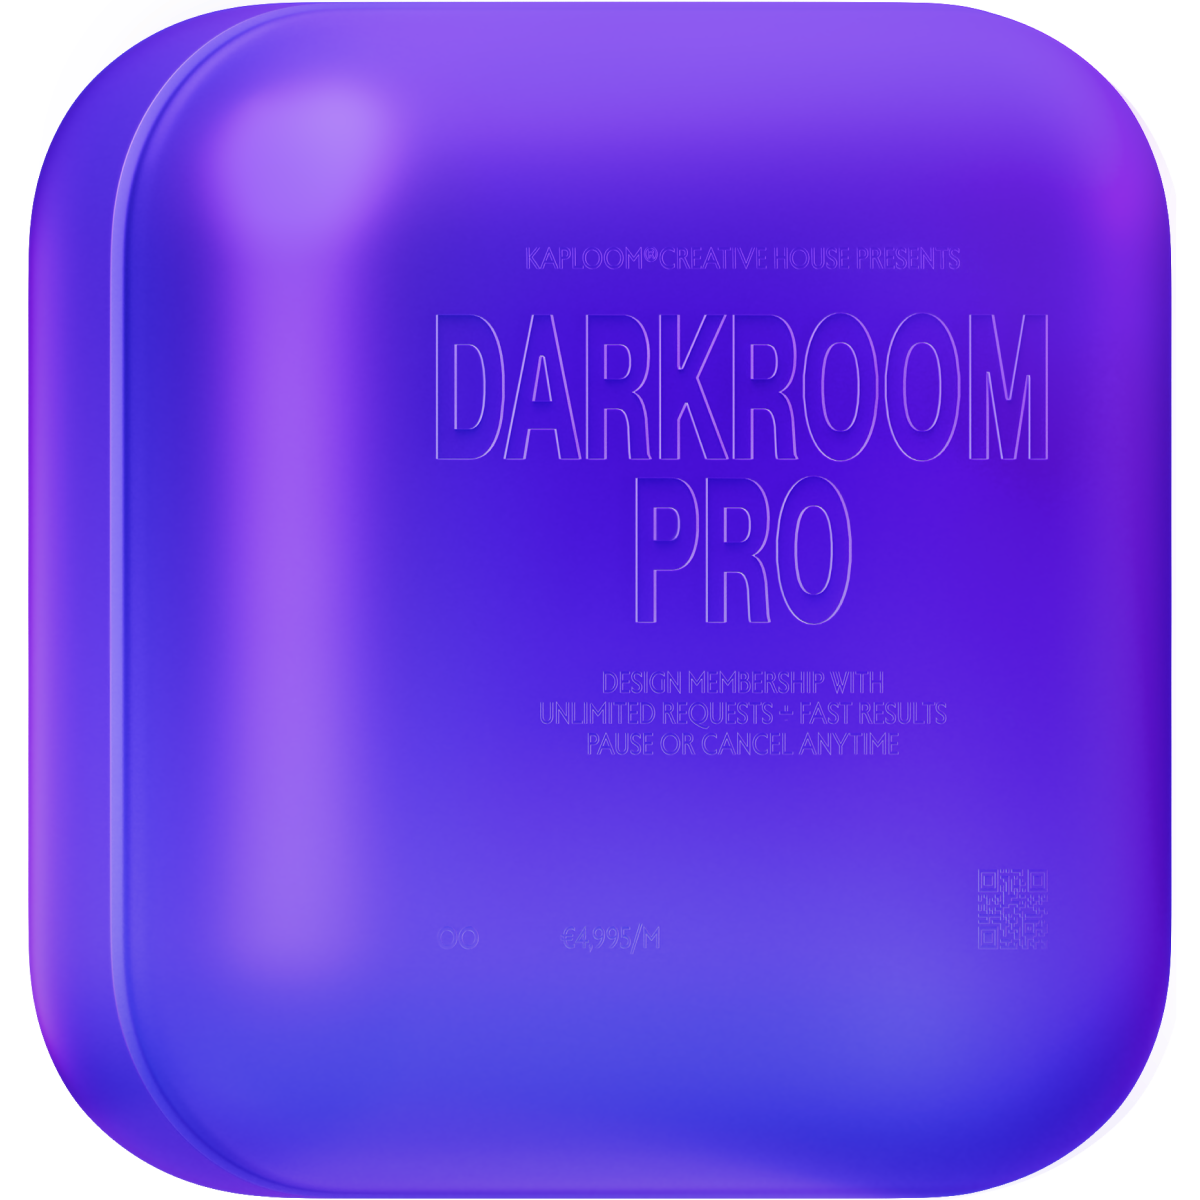 KAPLOOM® CREATIVE HOUSE PRESENTS
DARKROOM
PRO
DESIGN MEMBERSHIP WITH
UNLIMITED REQUESTS + FAST RESULTS
PAUSE OR CANCEL ANYTIME
€4,995/M